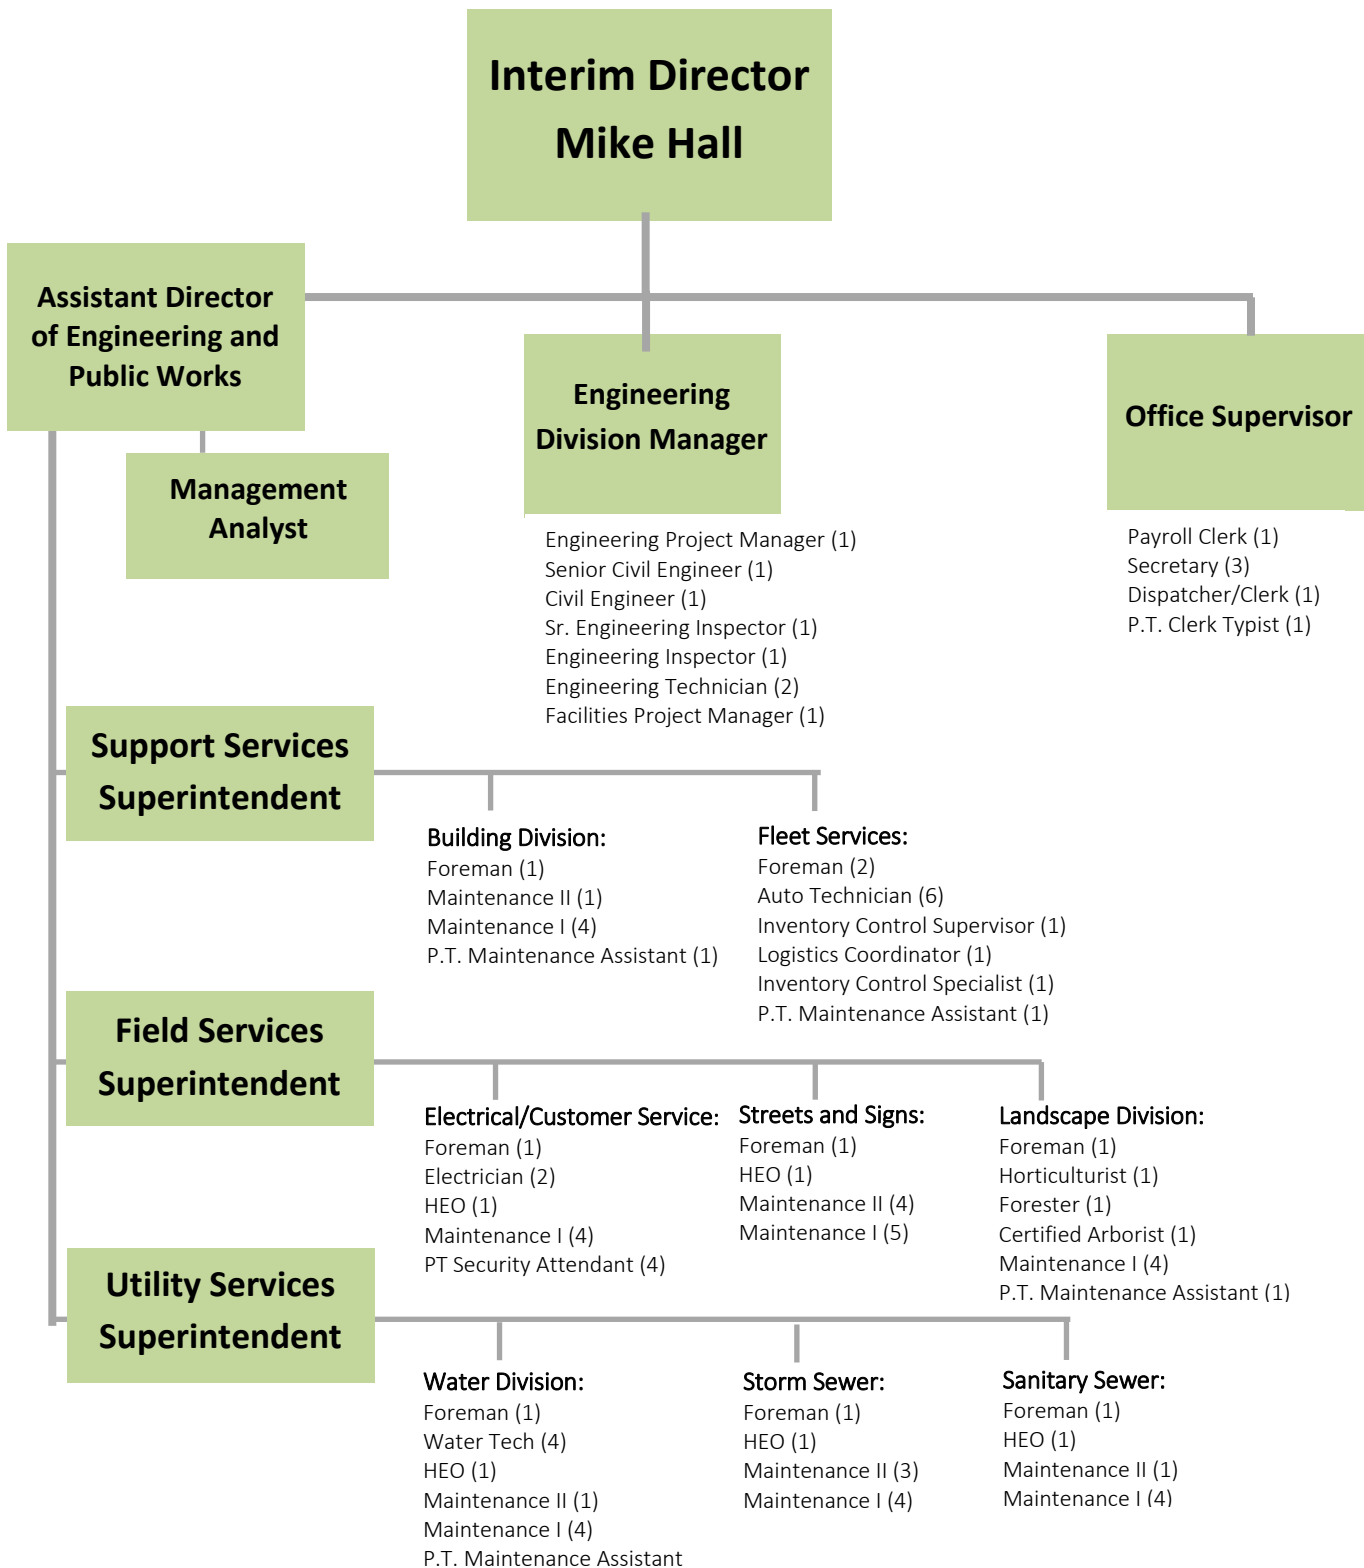 Interim Director
Mike Hall
Assistant Director
of Engineering and
Public Works
Management
Analyst
Engineering
Division Manager
Engineering Project Manager (1)
Senior Civil Engineer (1)
Civil Engineer (1)
Sr. Engineering Inspector (1)
Engineering Inspector (1)
Engineering Technician (2)
Facilities Project Manager (1)
Office Supervisor
Payroll Clerk (1)
Secretary (3)
Dispatcher/Clerk (1)
P.T. Clerk Typist (1)
Support Services
Superintendent
Building Division:
Foreman (1)
Maintenance II (1)
Maintenance I (4)
P.T. Maintenance Assistant (1)
Fleet Services:
Foreman (2)
Auto Technician (6)
Inventory Control Supervisor (1)
Logistics Coordinator (1)
Inventory Control Specialist (1)
P.T. Maintenance Assistant (1)
Field Services
Superintendent
Electrical/Customer Service:
Foreman (1)
Electrician (2)
HEO (1)
Maintenance I (4)
PT Security Attendant (4)
Streets and Signs:
Foreman (1)
HEO (1)
Maintenance II (4)
Maintenance I (5)
Landscape Division:
Foreman (1)
Horticulturist (1)
Forester (1)
Certified Arborist (1)
Maintenance I (4)
P.T. Maintenance Assistant (1)
Utility Services
Superintendent
Water Division:
Foreman (1)
Water Tech (4)
HEO (1)
Maintenance II (1)
Maintenance I (4)
P.T. Maintenance Assistant
Storm Sewer:
Foreman (1)
HEO (1)
Maintenance II (3)
Maintenance I (4)
Sanitary Sewer:
Foreman (1)
HEO (1)
Maintenance II (1)
Maintenance I (4)